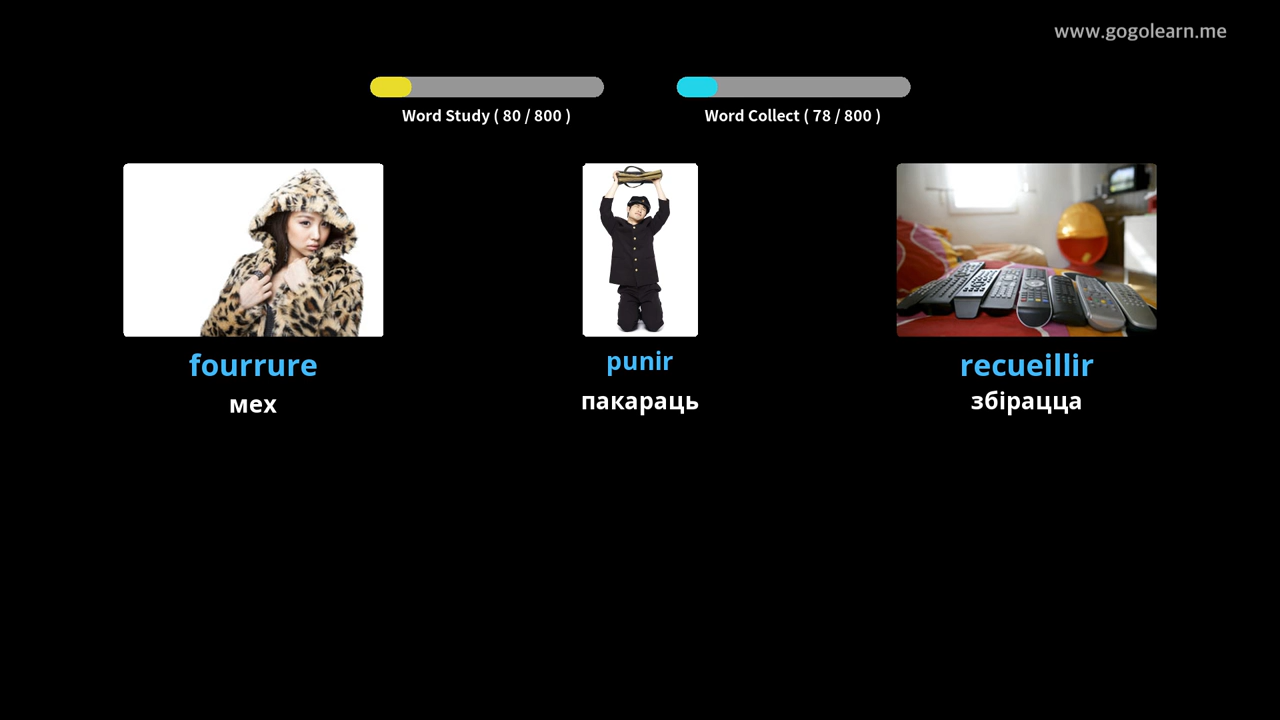 www.gogolearn.me
Word Study ( 80 / 800 )
Word Collect ( 78 / 800 )
fourrure
punir
recueillir
мех
пакараць
збірацца